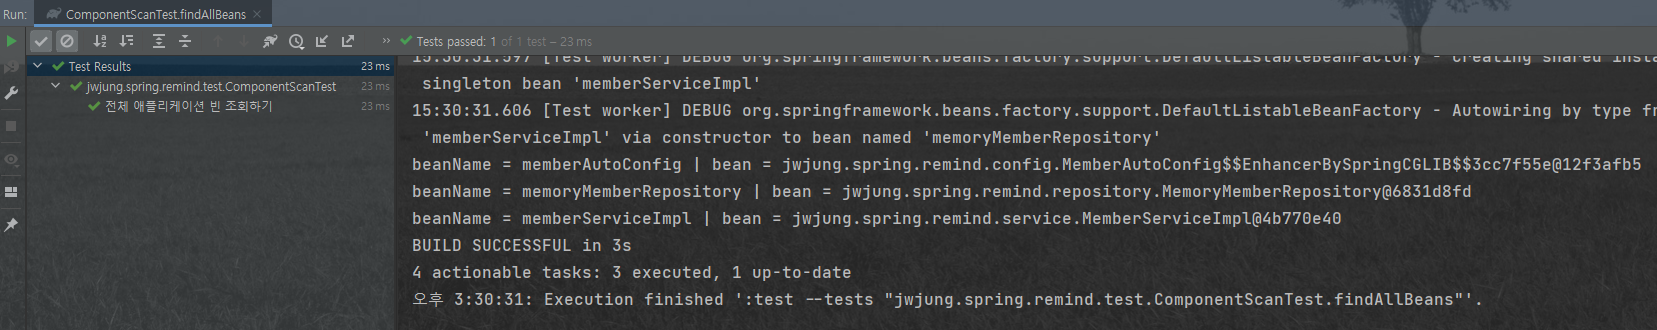 Run: ComponentScanTest.findAllBeans
Tests passed: 1 of 1 test – 23 ms
Test Results 23 ms
jwjung.spring.remind.test.ComponentScanTest 23 ms
전체 애플리케이션 빈 조회하기 23 ms
15:30:31.597 [Test worker] DEBUG org.springframework.beans.factory.support.DefaultListableBeanFactory - Creating shared insta
singleton bean 'memberServiceImpl'
15:30:31.606 [Test worker] DEBUG org.springframework.beans.factory.support.DefaultListableBeanFactory - Autowiring by type fr
'memberServiceImpl' via constructor to bean named 'memoryMemberRepository'
beanName = memberAutoConfig | bean = jwjung.spring.remind.config.MemberAutoConfig$$EnhancerBySpringCGLIB$$3cc7f55e@12f3afb5
beanName = memoryMemberRepository | bean = jwjung.spring.remind.repository.MemoryMemberRepository@6831d8fd
beanName = memberServiceImpl | bean = jwjung.spring.remind.service.MemberServiceImpl@4b770e40
BUILD SUCCESSFUL in 3s
4 actionable tasks: 3 executed, 1 up-to-date
오후 3:30:31: Execution finished ':test --tests "jwjung.spring.remind.test.ComponentScanTest.findAllBeans"'.